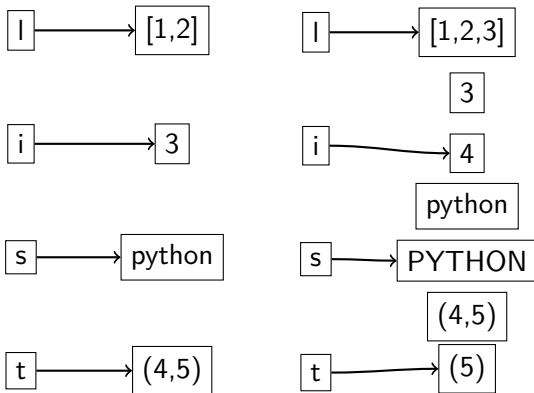 l [1,2] l [1,2,3]
3
i 3 i 4
python
s python s PYTHON
(4,5)
t (4,5) t (5)